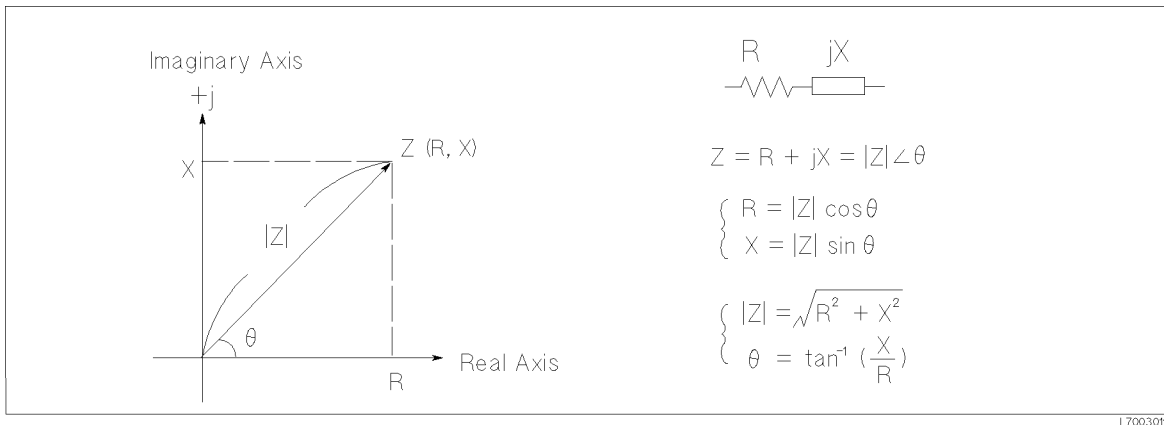 Imaginary Axis
+j
X
Z (R, X)
|Z|
θ
Real Axis
R
R jX
Z = R + jX = |Z|∠θ
R = |Z| cosθ
X = |Z| sin θ
|Z| = √R² + X²
θ = tan⁻¹ (X/R)